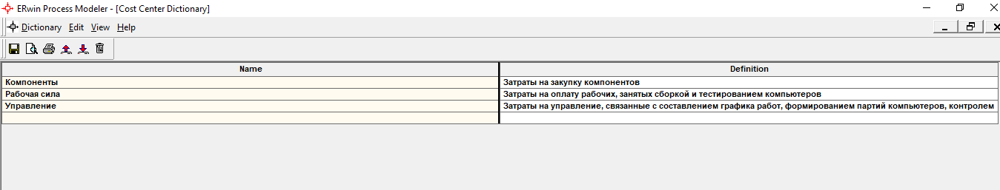 ERwin Process Modeler - [Cost Center Dictionary]
Dictionary Edit View Help
Name Definition
Компоненты Затраты на закупку компонентов
Рабочая сила Затраты на оплату рабочих, занятых сборкой и тестированием компьютеров
Управление Затраты на управление, связанные с составлением графика работ, формированием партий компьютеров, контролем